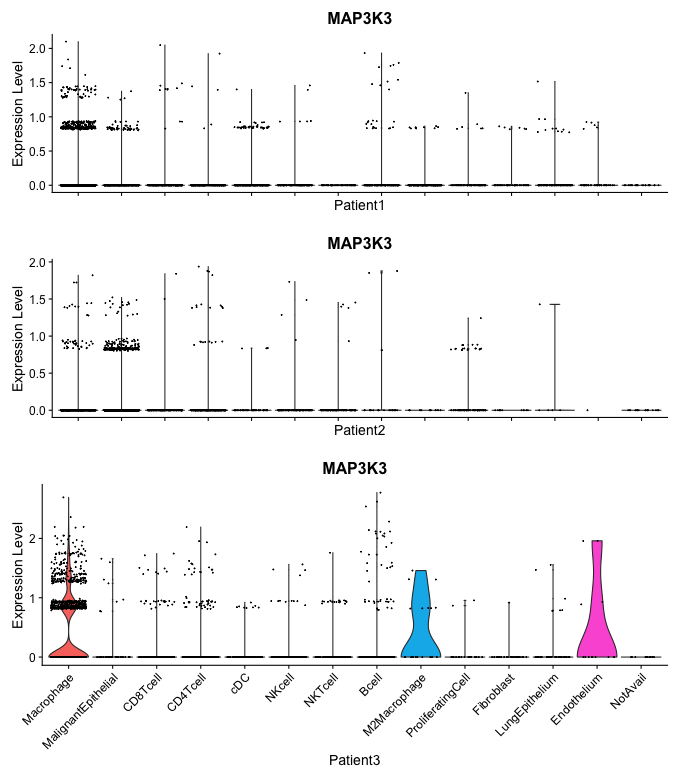 MAP3K3
Expression Level
2.0
1.5
1.0
0.5
0.0
Patient1
MAP3K3
Expression Level
2.0
1.5
1.0
0.5
0.0
Patient2
MAP3K3
Expression Level
2
1
0
Macrophage
MalignantEpithelial
CD8Tcell
CD4Tcell
cDC
NKcell
NKTcell
Bcell
M2Macrophage
ProliferatingCell
Fibroblast
LungEpithelium
Endothelium
NotAvail
Patient3